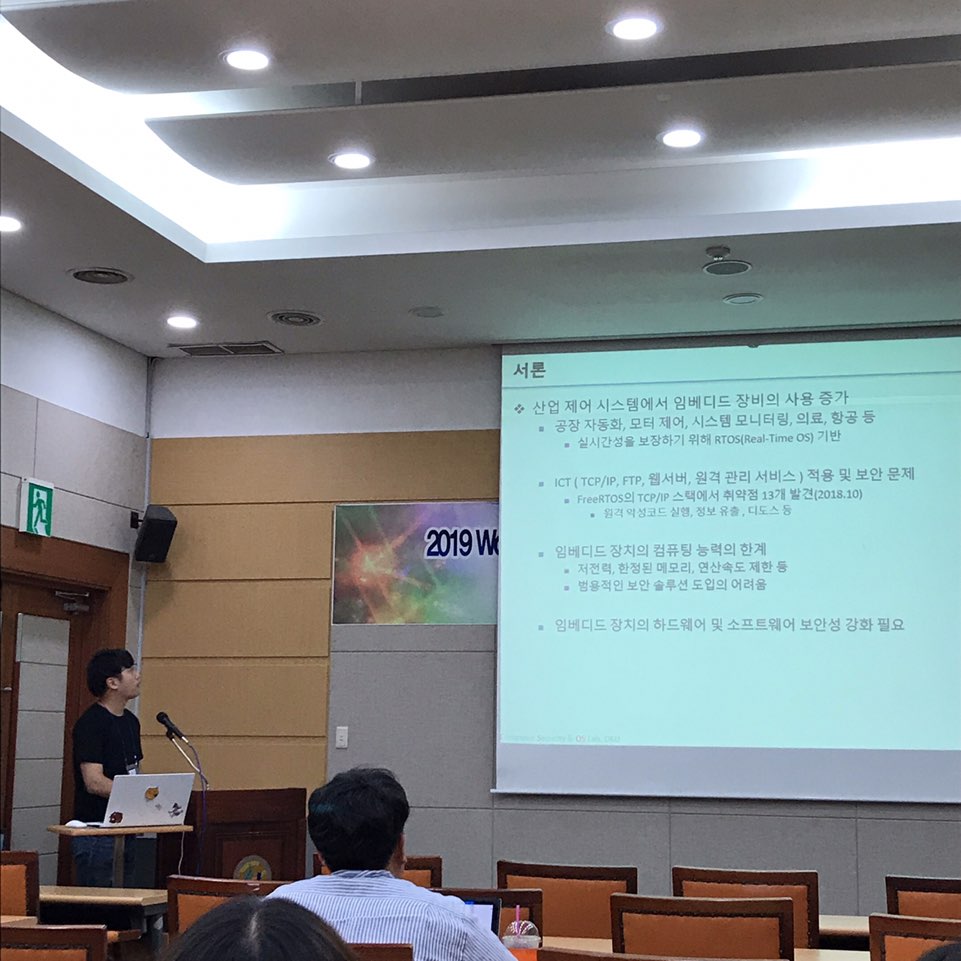 서론
❖ 산업 제어 시스템에서 임베디드 장비의 사용 증가
▪ 공장 자동화, 모터 제어, 시스템 모니터링, 의료, 항공 등
▪ 실시간성을 보장하기 위해 RTOS(Real-Time OS) 기반
▪ ICT ( TCP/IP, FTP, 웹서버, 원격 관리 서비스 ) 적용 및 보안 문제
▪ FreeRTOS의 TCP/IP 스택에서 취약점 13개 발견(2018.10)
▪ 원격 악성코드 실행, 정보 유출 , 디도스 등
▪ 임베디드 장치의 컴퓨팅 능력의 한계
▪ 저전력, 한정된 메모리, 연산속도 제한 등
▪ 범용적인 보안 솔루션 도입의 어려움
▪ 임베디드 장치의 하드웨어 및 소프트웨어 보안성 강화 필요
Computer Security & OS Lab, DKU
2019 Wo